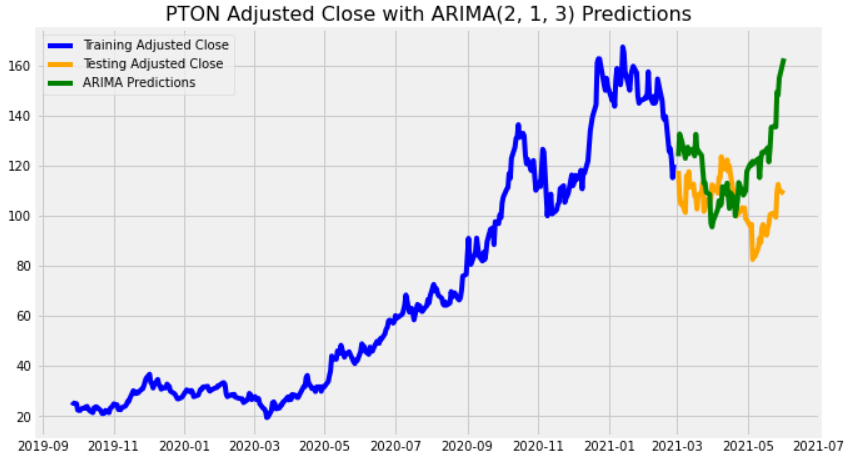 PTON Adjusted Close with ARIMA(2, 1, 3) Predictions
Training Adjusted Close
Testing Adjusted Close
ARIMA Predictions
160
140
120
100
80
60
40
20
2019-09 2019-11 2020-01 2020-03 2020-05 2020-07 2020-09 2020-11 2021-01 2021-03 2021-05 2021-07